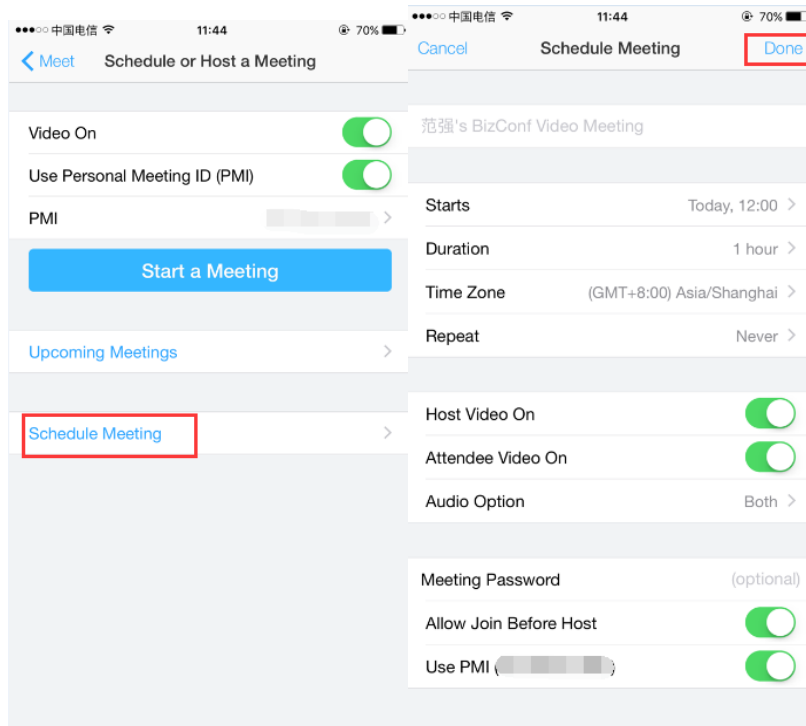 中国电信 11:44 70%
Meet Schedule or Host a Meeting
Video On
Use Personal Meeting ID (PMI)
PMI
Start a Meeting
Upcoming Meetings
Schedule Meeting
中国电信 11:44 70%
Cancel Schedule Meeting Done
范强's BizConf Video Meeting
Starts Today, 12:00
Duration 1 hour
Time Zone (GMT+8:00) Asia/Shanghai
Repeat Never
Host Video On
Attendee Video On
Audio Option Both
Meeting Password (optional)
Allow Join Before Host
Use PMI ( )